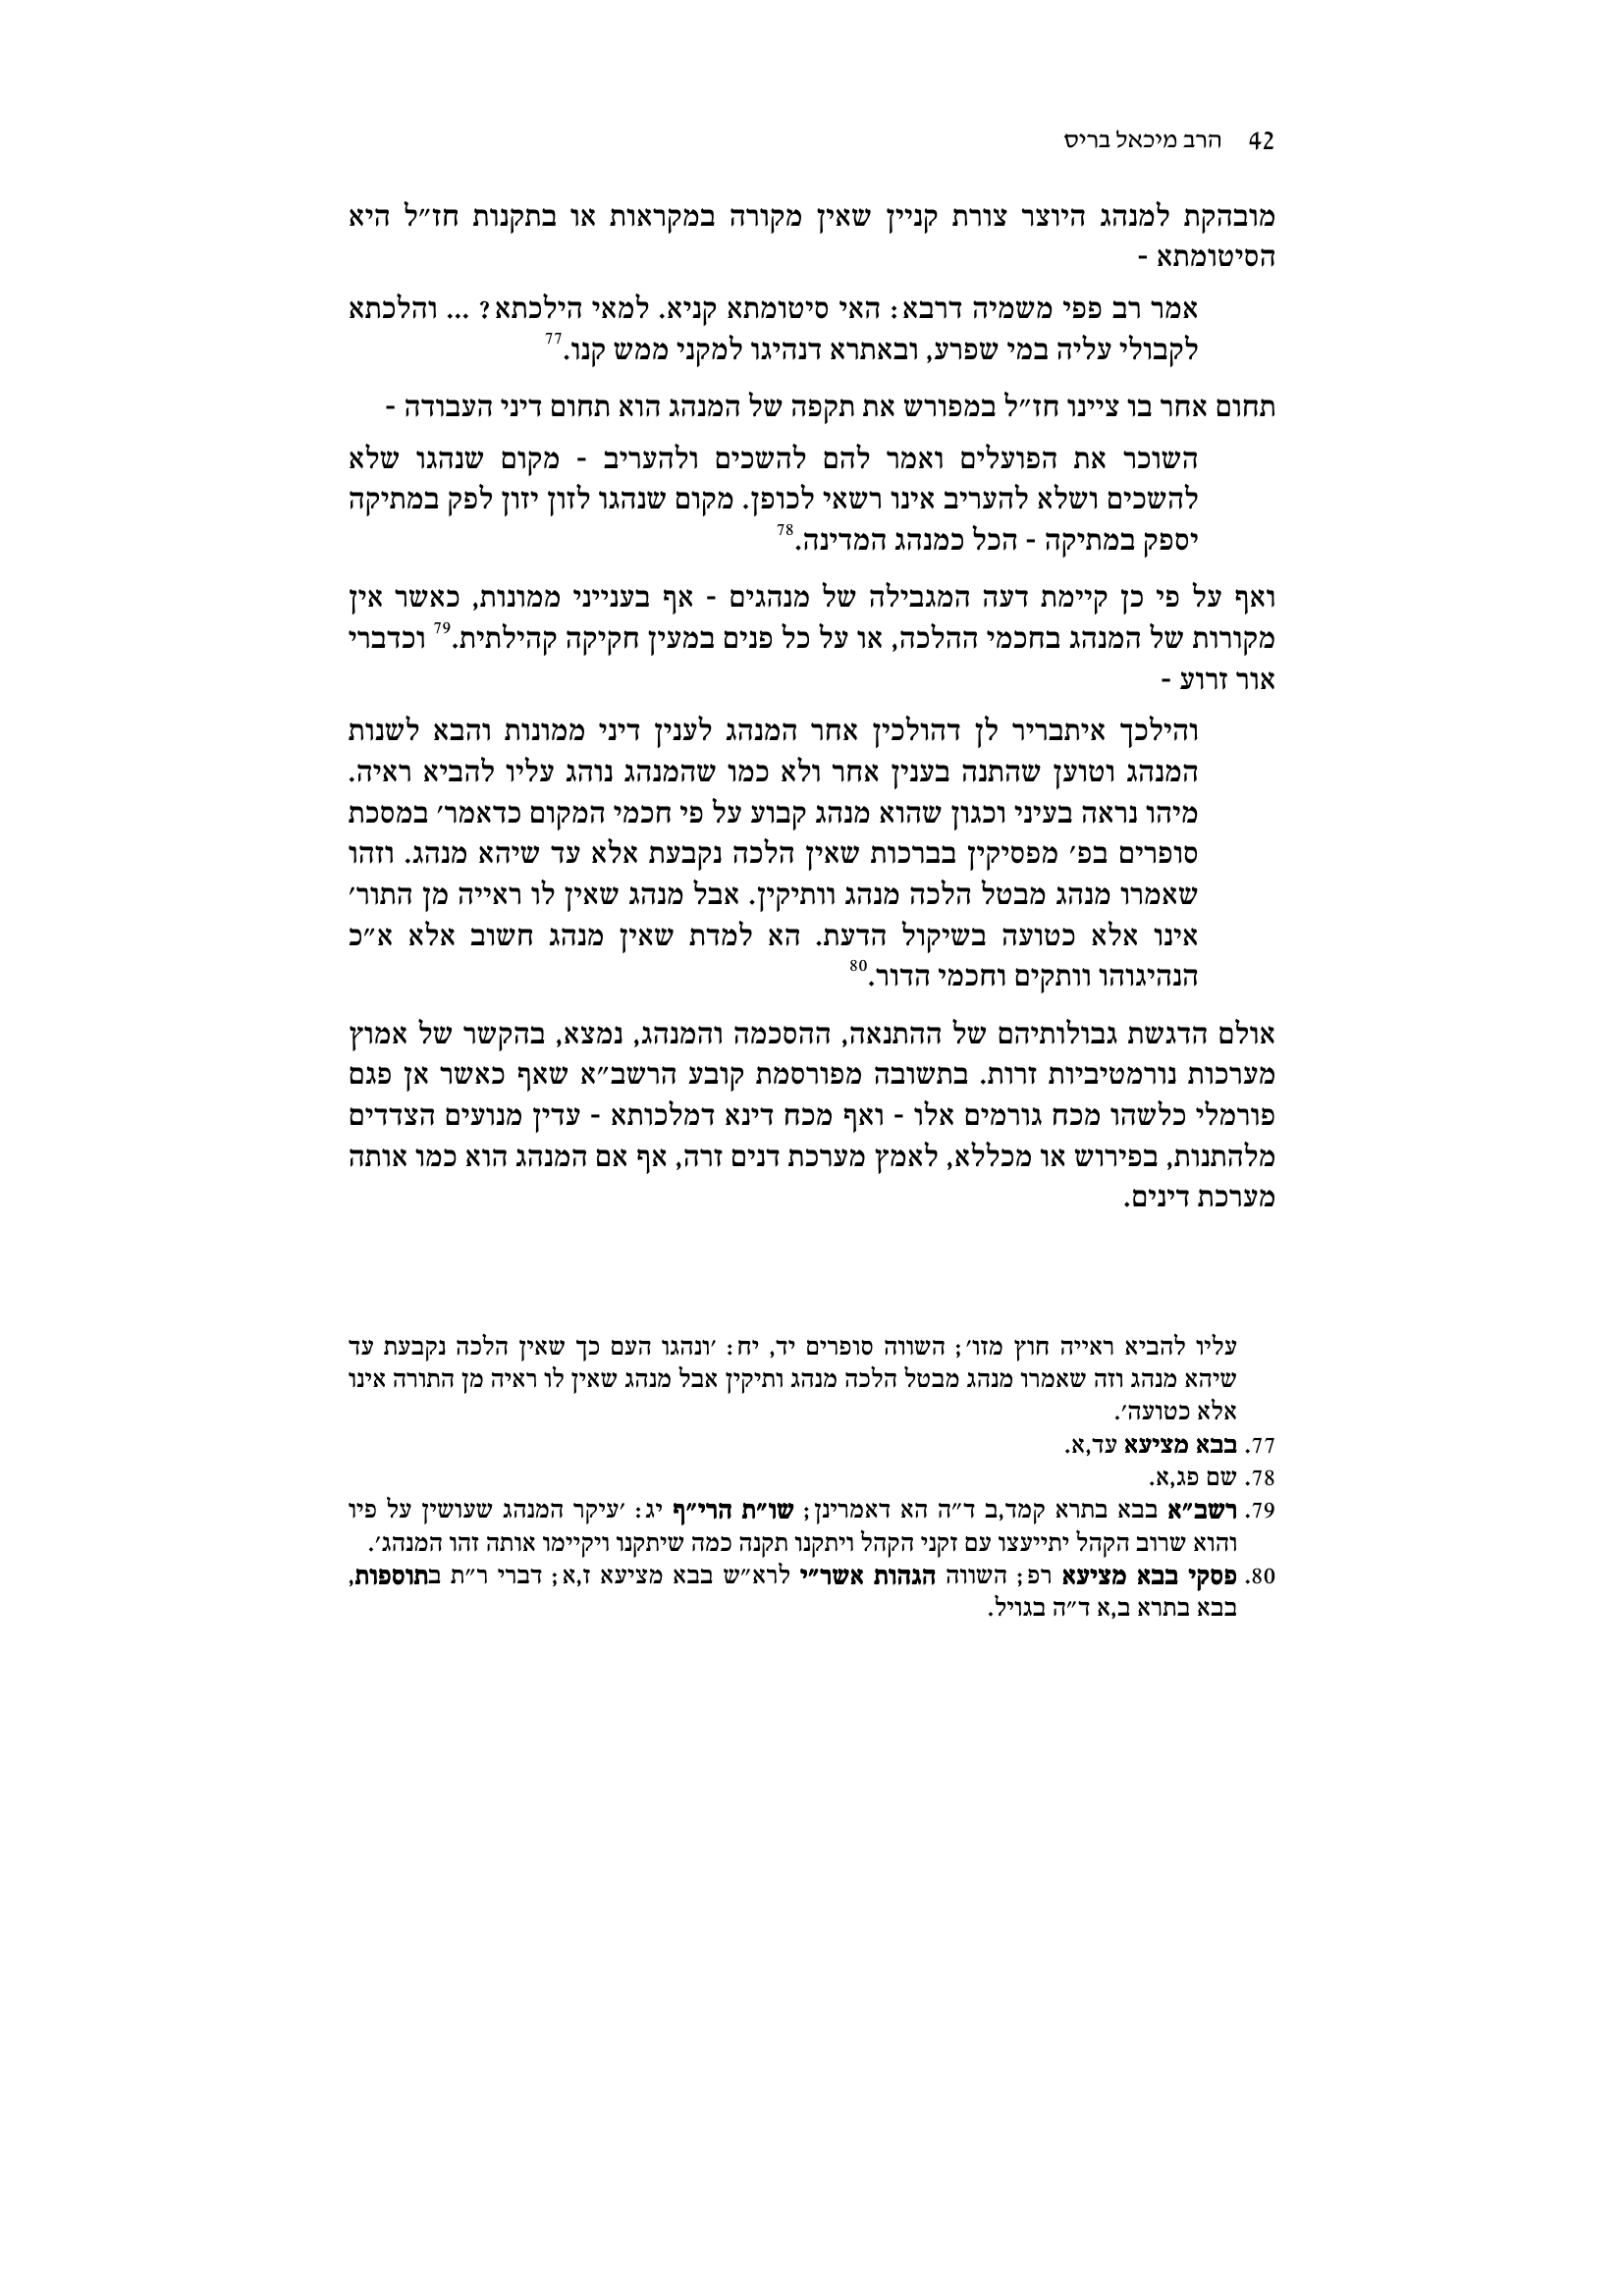 42 הרב מיכאל בריס
מובהקת למנהג היוצר צורת קניין שאין מקורה במקראות או בתקנות חז״ל היא
הסיטומתא -
אמר רב פפי משמיה דרבא: האי סיטומתא קניא. למאי הילכתא? ... והלכתא
לקבולי עליה במי שפרע, ובאתרא דנהיגו למקני ממש קנו.77
תחום אחר בו ציינו חז״ל במפורש את תקפה של המנהג הוא תחום דיני העבודה -
השוכר את הפועלים ואמר להם להשכים ולהעריב - מקום שנהגו שלא
להשכים ושלא להעריב אינו רשאי לכופן. מקום שנהגו לזון יזון לפק במתיקה
יספק במתיקה - הכל כמנהג המדינה.78
ואף על פי כן קיימת דעה המגבילה של מנהגים - אף בענייני ממונות, כאשר אין
מקורות של המנהג בחכמי ההלכה, או על כל פנים במעין חקיקה קהילתית.79 וכדברי
אור זרוע -
והילכך איתבריר לן דהולכין אחר המנהג לענין דיני ממונות והבא לשנות
המנהג וטוען שהתנה בענין אחר ולא כמו שהמנהג נוהג עליו להביא ראיה.
מיהו נראה בעיני וכגון שהוא מנהג קבוע על פי חכמי המקום כדאמר׳ במסכת
סופרים בפ׳ מפסיקין בברכות שאין הלכה נקבעת אלא עד שיהא מנהג. וזהו
שאמרו מנהג מבטל הלכה מנהג וותיקין. אבל מנהג שאין לו ראייה מן התור׳
אינו אלא כטועה בשיקול הדעת. הא למדת שאין מנהג חשוב אלא א״כ
הנהיגוהו וותקים וחכמי הדור.80
אולם הדגשת גבולותיהם של ההתנאה, ההסכמה והמנהג, נמצא, בהקשר של אמוץ
מערכות נורמטיביות זרות. בתשובה מפורסמת קובע הרשב״א שאף כאשר אן פגם
פורמלי כלשהו מכח גורמים אלו - ואף מכח דינא דמלכותא - עדין מנועים הצדדים
מלהתנות, בפירוש או מכללא, לאמץ מערכת דנים זרה, אף אם המנהג הוא כמו אותה
מערכת דינים.
עליו להביא ראייה חוץ מזו׳; השווה סופרים יד, יח: ׳ונהגו העם כך שאין הלכה נקבעת עד
שיהא מנהג וזה שאמרו מנהג מבטל הלכה מנהג ותיקין אבל מנהג שאין לו ראיה מן התורה אינו
אלא כטועה׳.
77. בבא מציעא עד,א.
78. שם פג,א.
79. רשב״א בבא בתרא קמד,ב ד״ה הא דאמרינן; שו״ת הרי״ף יג: ׳עיקר המנהג שעושין על פיו
והוא שרוב הקהל יתייעצו עם זקני הקהל ויתקנו תקנה כמה שיתקנו ויקיימו אותה זהו המנהג׳.
80. פסקי בבא מציעא רפ; השווה הגהות אשר״י לרא״ש בבא מציעא ז,א; דברי ר״ת בתוספות,
בבא בתרא ב,א ד״ה בגויל.